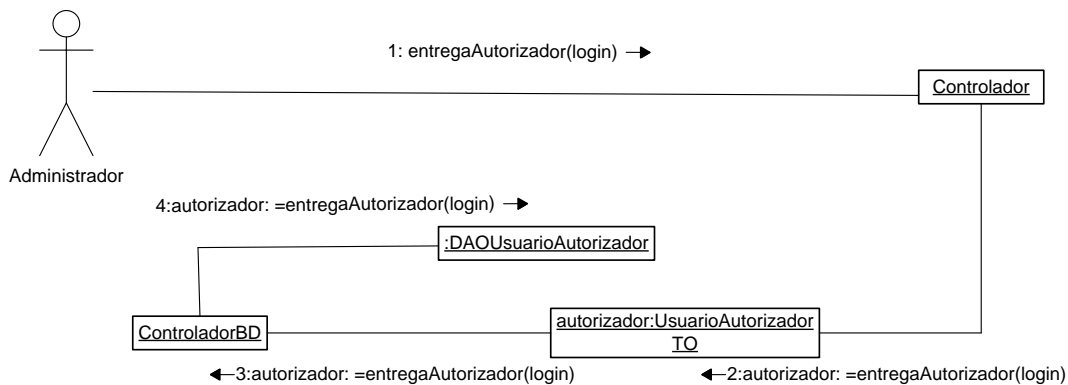 1: entregaAutorizador(login)
Controlador
Administrador
4:autorizador: =entregaAutorizador(login)
:DAOUsuarioAutorizador
ControladorBD
autorizador:UsuarioAutorizador
TO
3:autorizador: =entregaAutorizador(login)
2:autorizador: =entregaAutorizador(login)